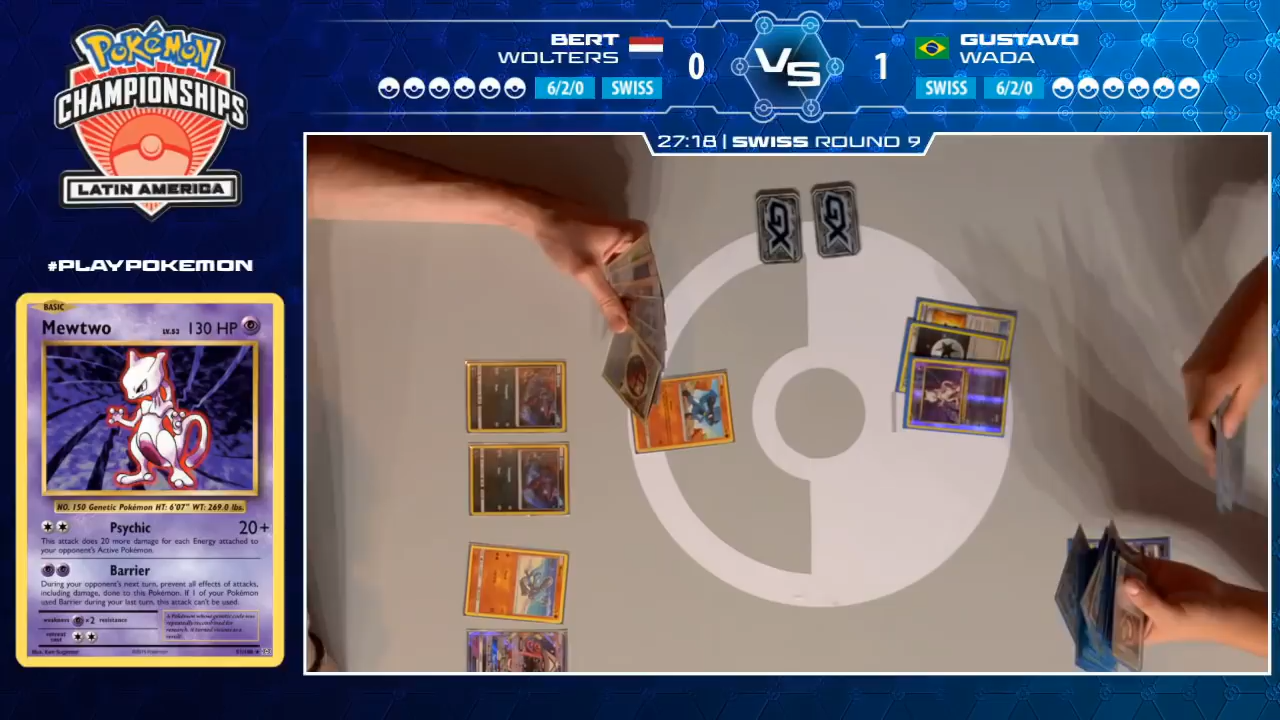 Pokémon
CHAMPIONSHIPS
LATIN AMERICA
#PLAYPOKEMON
BERT
WOLTERS
0
6/2/0
SWISS
VS
1
GUSTAVO
WADA
SWISS
6/2/0
27:18 | SWISS ROUND 9
GX
GX
BASIC
Mewtwo
LV.53
130 HP
NO. 150 Genetic Pokémon HT: 6'07" WT: 269.0 lbs.
Psychic
20+
This attack does 20 more damage for each Energy attached to
your opponent's Active Pokémon.
Barrier
During your opponent's next turn, prevent all effects of attacks,
including damage, done to this Pokémon. If 1 of your Pokémon
used Barrier during your last turn, this attack can't be used.
weakness
×2
resistance
retreat
cost